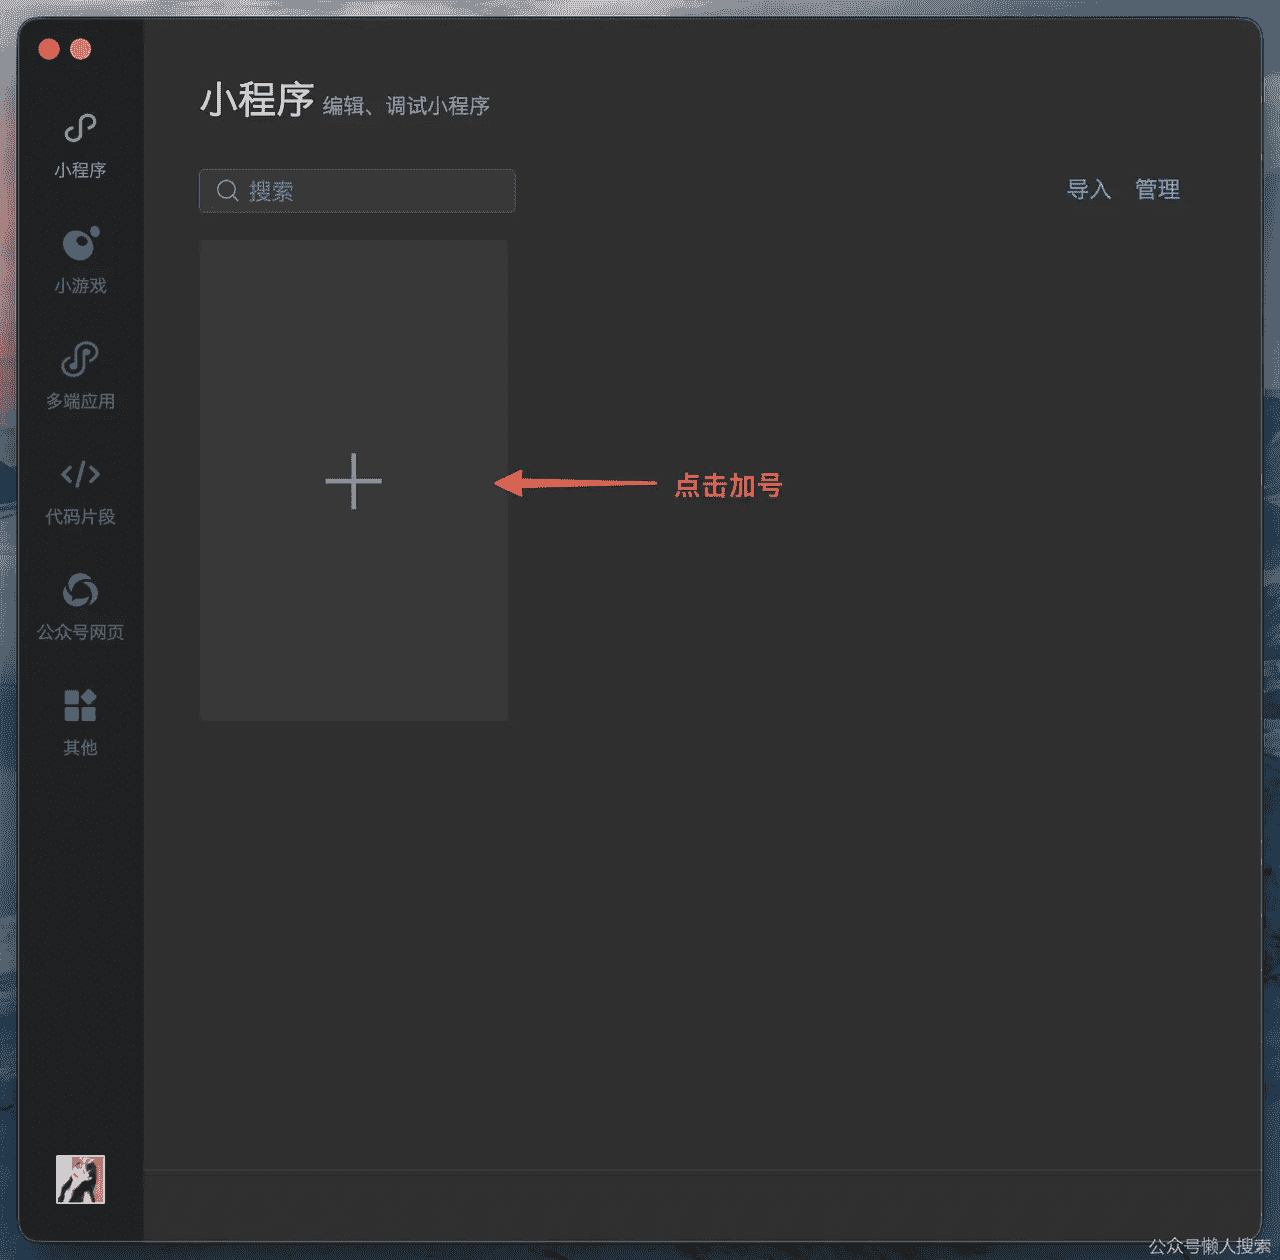 小程序 编辑、调试小程序
小程序
搜索
导入 管理
小游戏
多端应用
点击加号
代码片段
公众号网页
其他
公众号懒人搜索